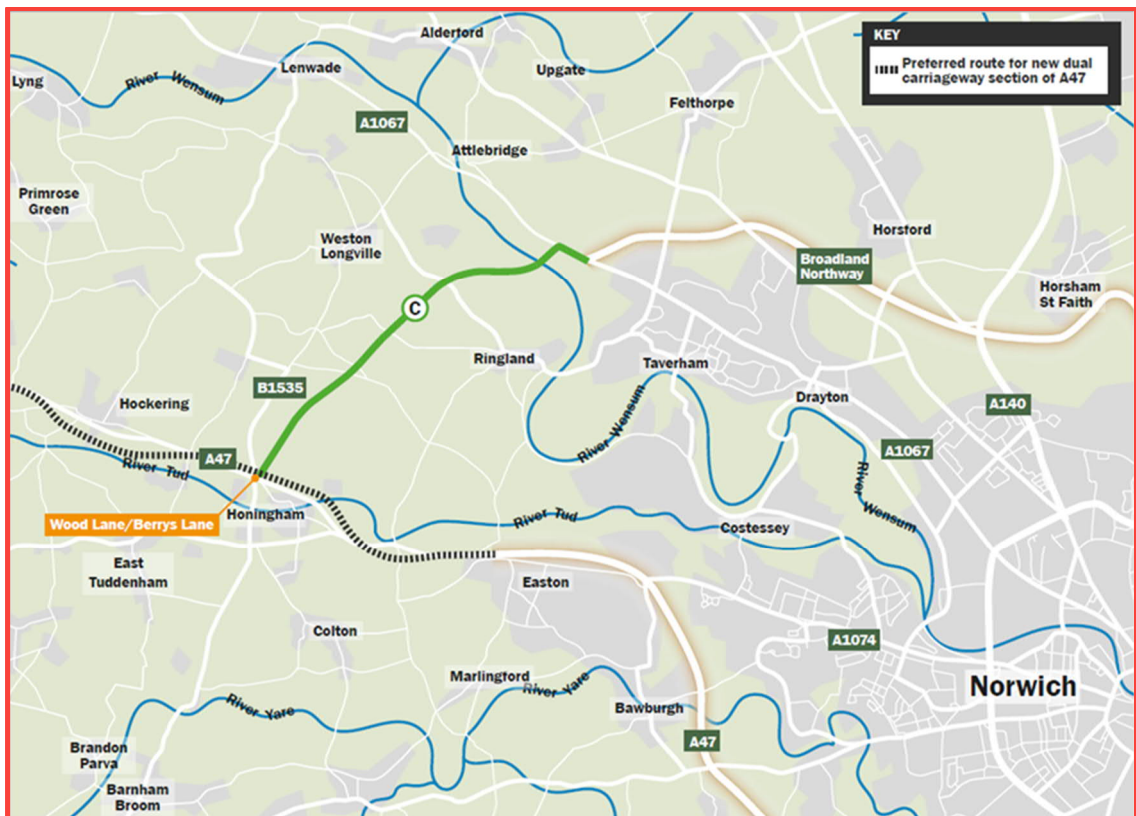 KEY
Preferred route for new dual
carriageway section of A47
Alderford
Lenwade
Upgate
Lyng
River Wensum
Felthorpe
A1067
Attlebridge
Primrose
Green
Weston
Longville
Horsford
Broadland
Northway
Horsham
St Faith
C
Ringland
Taverham
B1535
Drayton
Hockering
A140
River Wensum
A1067
A47
River Tud
River Wensum
Wood Lane/Berrys Lane
Honingham
River Tud
Costessey
East
Tuddenham
Easton
Colton
A1074
Marlingford
River Yare
Norwich
River Yare
Bawburgh
A47
Brandon
Parva
Barnham
Broom